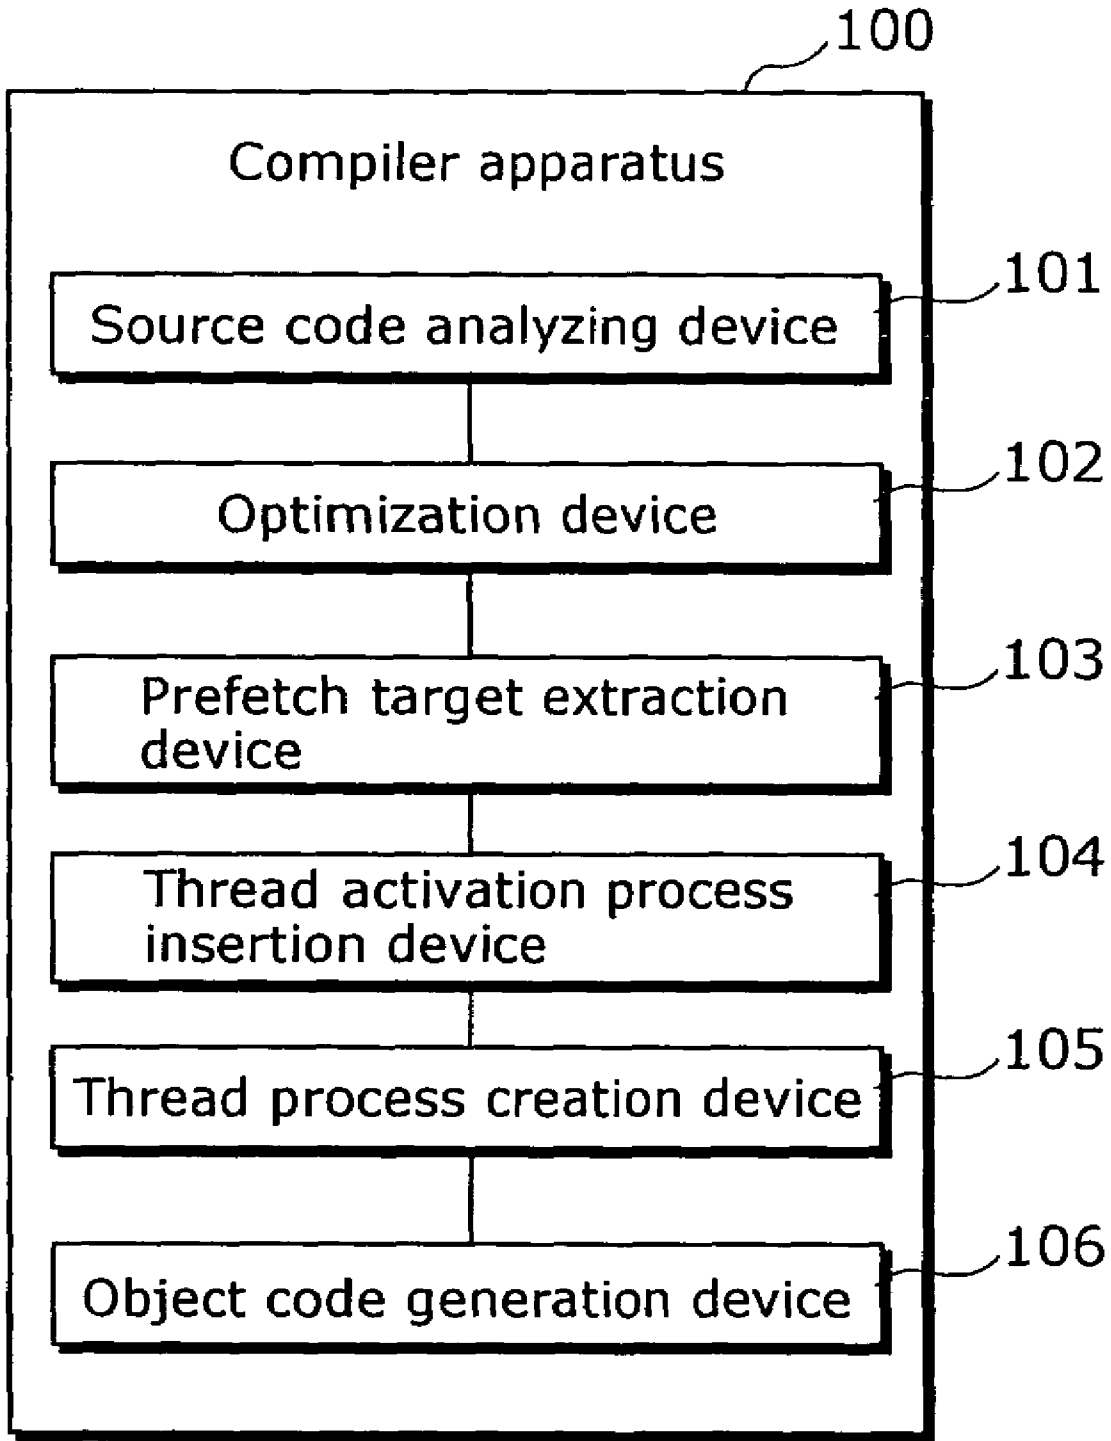 100
Compiler apparatus
101
Source code analyzing device
102
Optimization device
103
Prefetch target extraction
device
104
Thread activation process
insertion device
105
Thread process creation device
106
Object code generation device